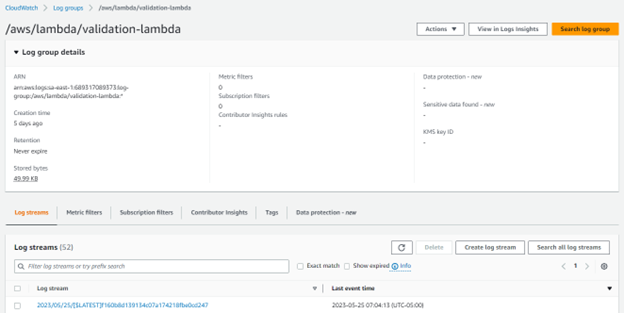 CloudWatch > Log groups > /aws/lambda/validation-lambda
/aws/lambda/validation-lambda
Actions
View in Logs Insights
Search log group
Log group details
ARN
arn:aws:logs:sa-east-1:689317089373:log-
group:/aws/lambda/validation-lambda:*
Creation time
5 days ago
Retention
Never expire
Stored bytes
49.99 KB
Metric filters
0
Subscription filters
0
Contributor Insights rules
-
Data protection - new
-
Sensitive data found - new
-
KMS key ID
-
Log streams
Metric filters
Subscription filters
Contributor Insights
Tags
Data protection - new
Log streams (52)
Delete
Create log stream
Search all log streams
Filter log streams or try prefix search
Exact match
Show expired
Info
1
Log stream
Last event time
2023/05/25/[$LATEST]f160b8d139134c07a174218fbe0cd247
2023-05-25 07:04:13 (UTC-05:00)